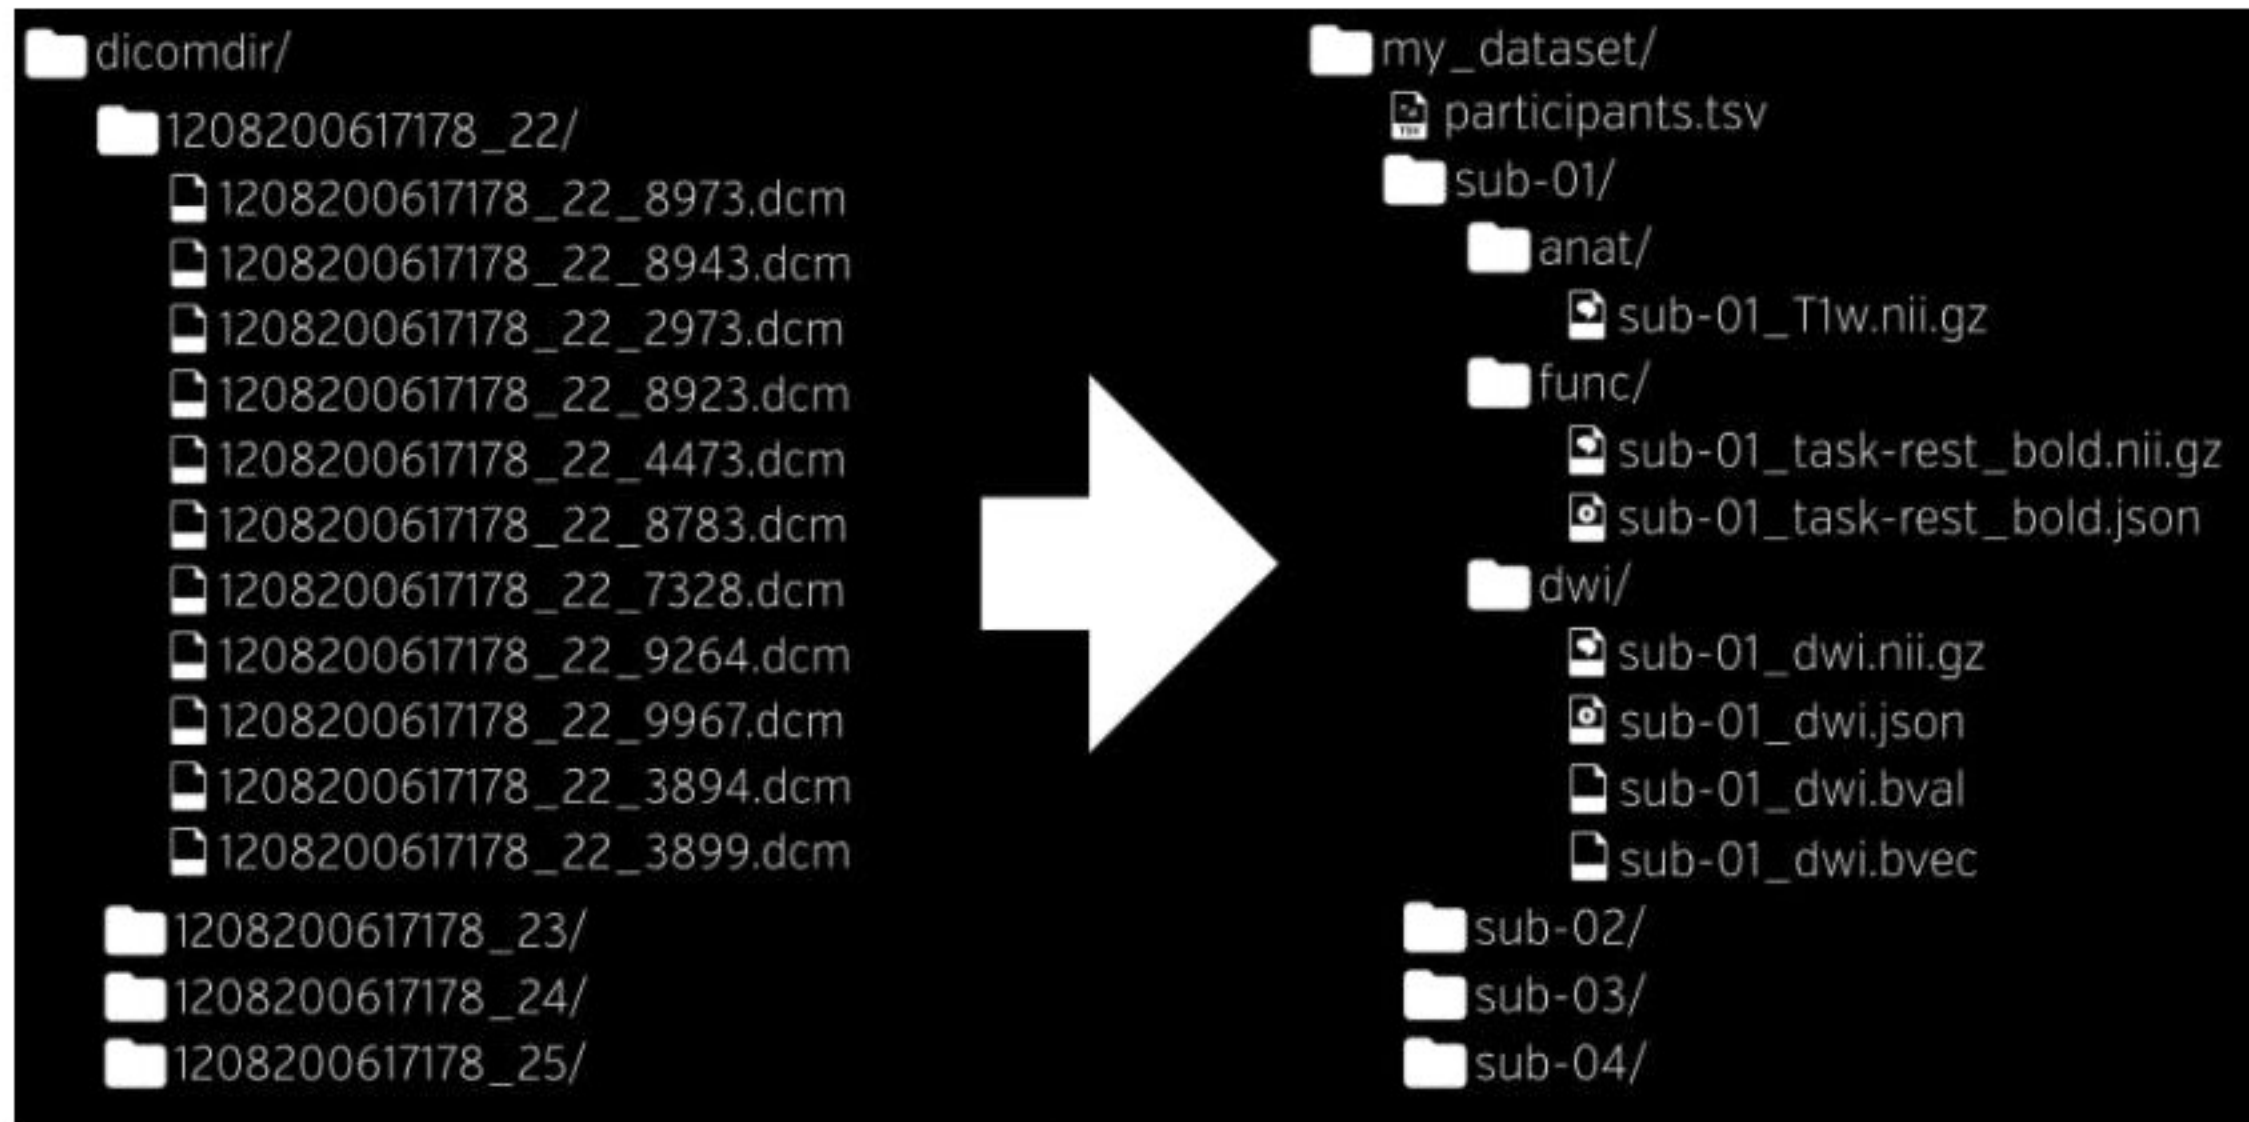 dicomdir/
1208200617178_22/
1208200617178_22_8973.dcm
1208200617178_22_8943.dcm
1208200617178_22_2973.dcm
1208200617178_22_8923.dcm
1208200617178_22_4473.dcm
1208200617178_22_8783.dcm
1208200617178_22_7328.dcm
1208200617178_22_9264.dcm
1208200617178_22_9967.dcm
1208200617178_22_3894.dcm
1208200617178_22_3899.dcm
1208200617178_23/
1208200617178_24/
1208200617178_25/
my_dataset/
TSV
participants.tsv
sub-01/
anat/
sub-01_T1w.nii.gz
func/
sub-01_task-rest_bold.nii.gz
sub-01_task-rest_bold.json
dwi/
sub-01_dwi.nii.gz
sub-01_dwi.json
sub-01_dwi.bval
sub-01_dwi.bvec
sub-02/
sub-03/
sub-04/